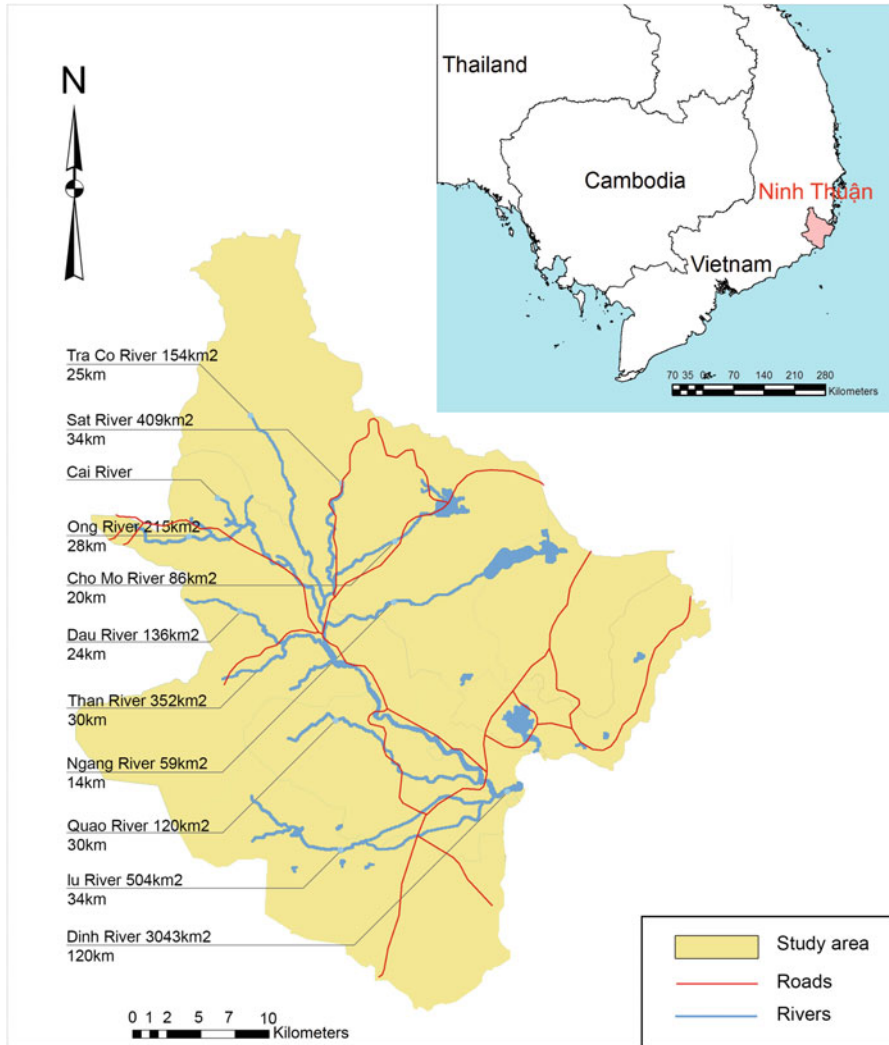 N
Thailand
Cambodia
Ninh Thuận
Vietnam
70 35 0 70 140 210 280
Kilometers
Tra Co River 154km2
25km
Sat River 409km2
34km
Cai River
Ong River 215km2
28km
Cho Mo River 86km2
20km
Dau River 136km2
24km
Than River 352km2
30km
Ngang River 59km2
14km
Quao River 120km2
30km
Iu River 504km2
34km
Dinh River 3043km2
120km
0 1 2 5 7 10
Kilometers
Study area
Roads
Rivers